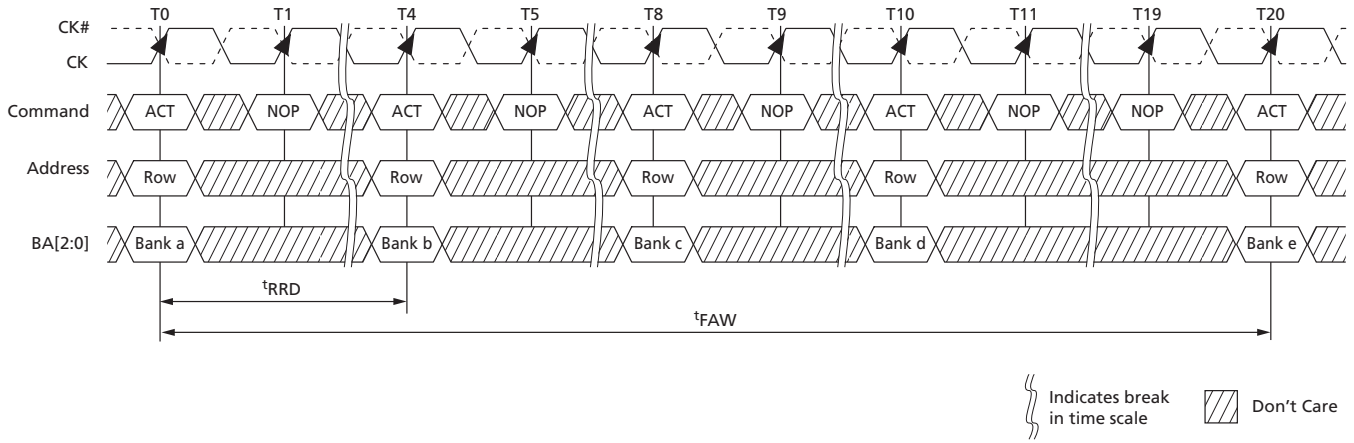 T0 T1 T4 T5 T8 T9 T10 T11 T19 T20
CK#
CK
Command ACT NOP ACT NOP ACT NOP ACT NOP NOP ACT
Address Row Row Row Row Row
BA[2:0] Bank a Bank b Bank c Bank d Bank e
tRRD
tFAW
Indicates break
in time scale
Don't Care